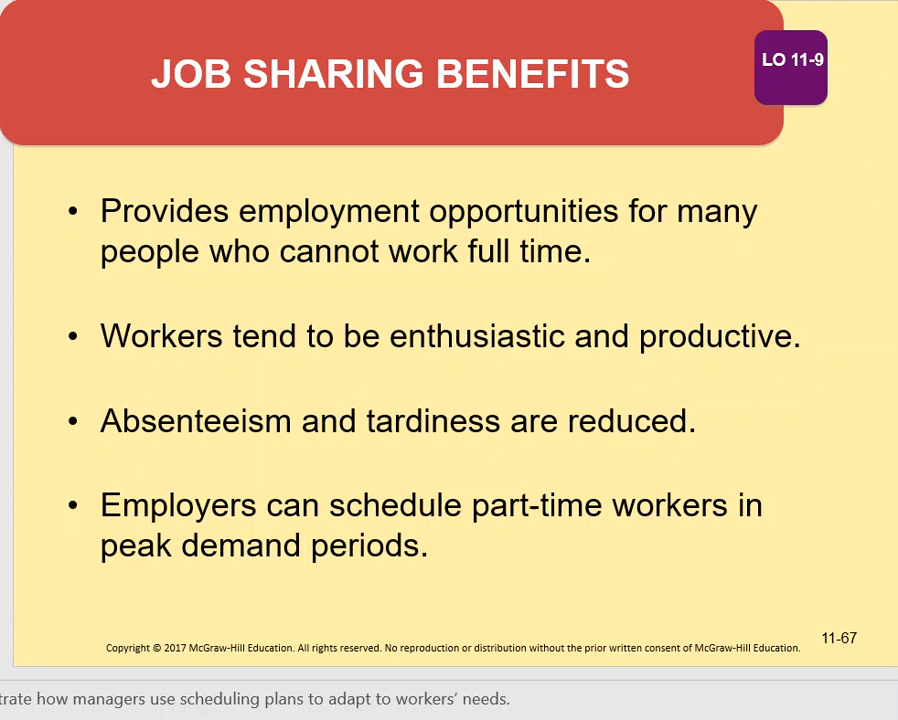 JOB SHARING BENEFITS
LO 11-9
• Provides employment opportunities for many
people who cannot work full time.
• Workers tend to be enthusiastic and productive.
• Absenteeism and tardiness are reduced.
• Employers can schedule part-time workers in
peak demand periods.
11-67
Copyright © 2017 McGraw-Hill Education. All rights reserved. No reproduction or distribution without the prior written consent of McGraw-Hill Education.
trate how managers use scheduling plans to adapt to workers’ needs.